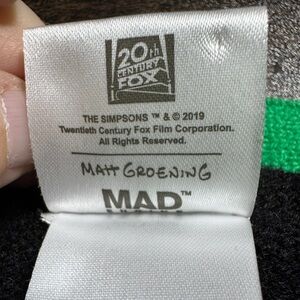 20th
CENTURY
FOX
THE SIMPSONS ™ & © 2019
Twentieth Century Fox Film Corporation.
All Rights Reserved.
MATT GROENING
MAD™